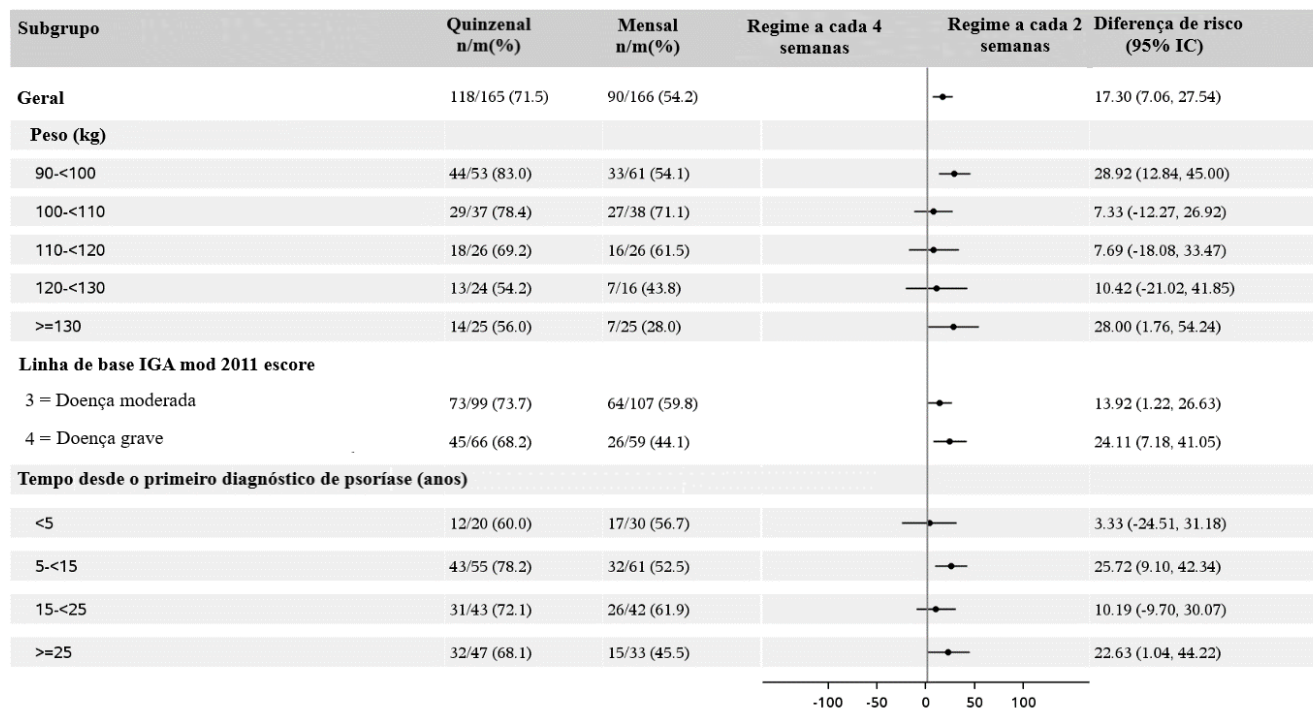 Subgrupo Quinzenal n/m(%) Mensal n/m(%) Regime a cada 4 semanas Regime a cada 2 semanas Diferença de risco (95% IC)
Geral 118/165 (71.5) 90/166 (54.2) 17.30 (7.06, 27.54)
Peso (kg)
90-<100 44/53 (83.0) 33/61 (54.1) 28.92 (12.84, 45.00)
100-<110 29/37 (78.4) 27/38 (71.1) 7.33 (-12.27, 26.92)
110-<120 18/26 (69.2) 16/26 (61.5) 7.69 (-18.08, 33.47)
120-<130 13/24 (54.2) 7/16 (43.8) 10.42 (-21.02, 41.85)
>=130 14/25 (56.0) 7/25 (28.0) 28.00 (1.76, 54.24)
Linha de base IGA mod 2011 escore
3 = Doença moderada 73/99 (73.7) 64/107 (59.8) 13.92 (1.22, 26.63)
4 = Doença grave 45/66 (68.2) 26/59 (44.1) 24.11 (7.18, 41.05)
Tempo desde o primeiro diagnóstico de psoríase (anos)
<5 12/20 (60.0) 17/30 (56.7) 3.33 (-24.51, 31.18)
5-<15 43/55 (78.2) 32/61 (52.5) 25.72 (9.10, 42.34)
15-<25 31/43 (72.1) 26/42 (61.9) 10.19 (-9.70, 30.07)
>=25 32/47 (68.1) 15/33 (45.5) 22.63 (1.04, 44.22)
-100 -50 0 50 100